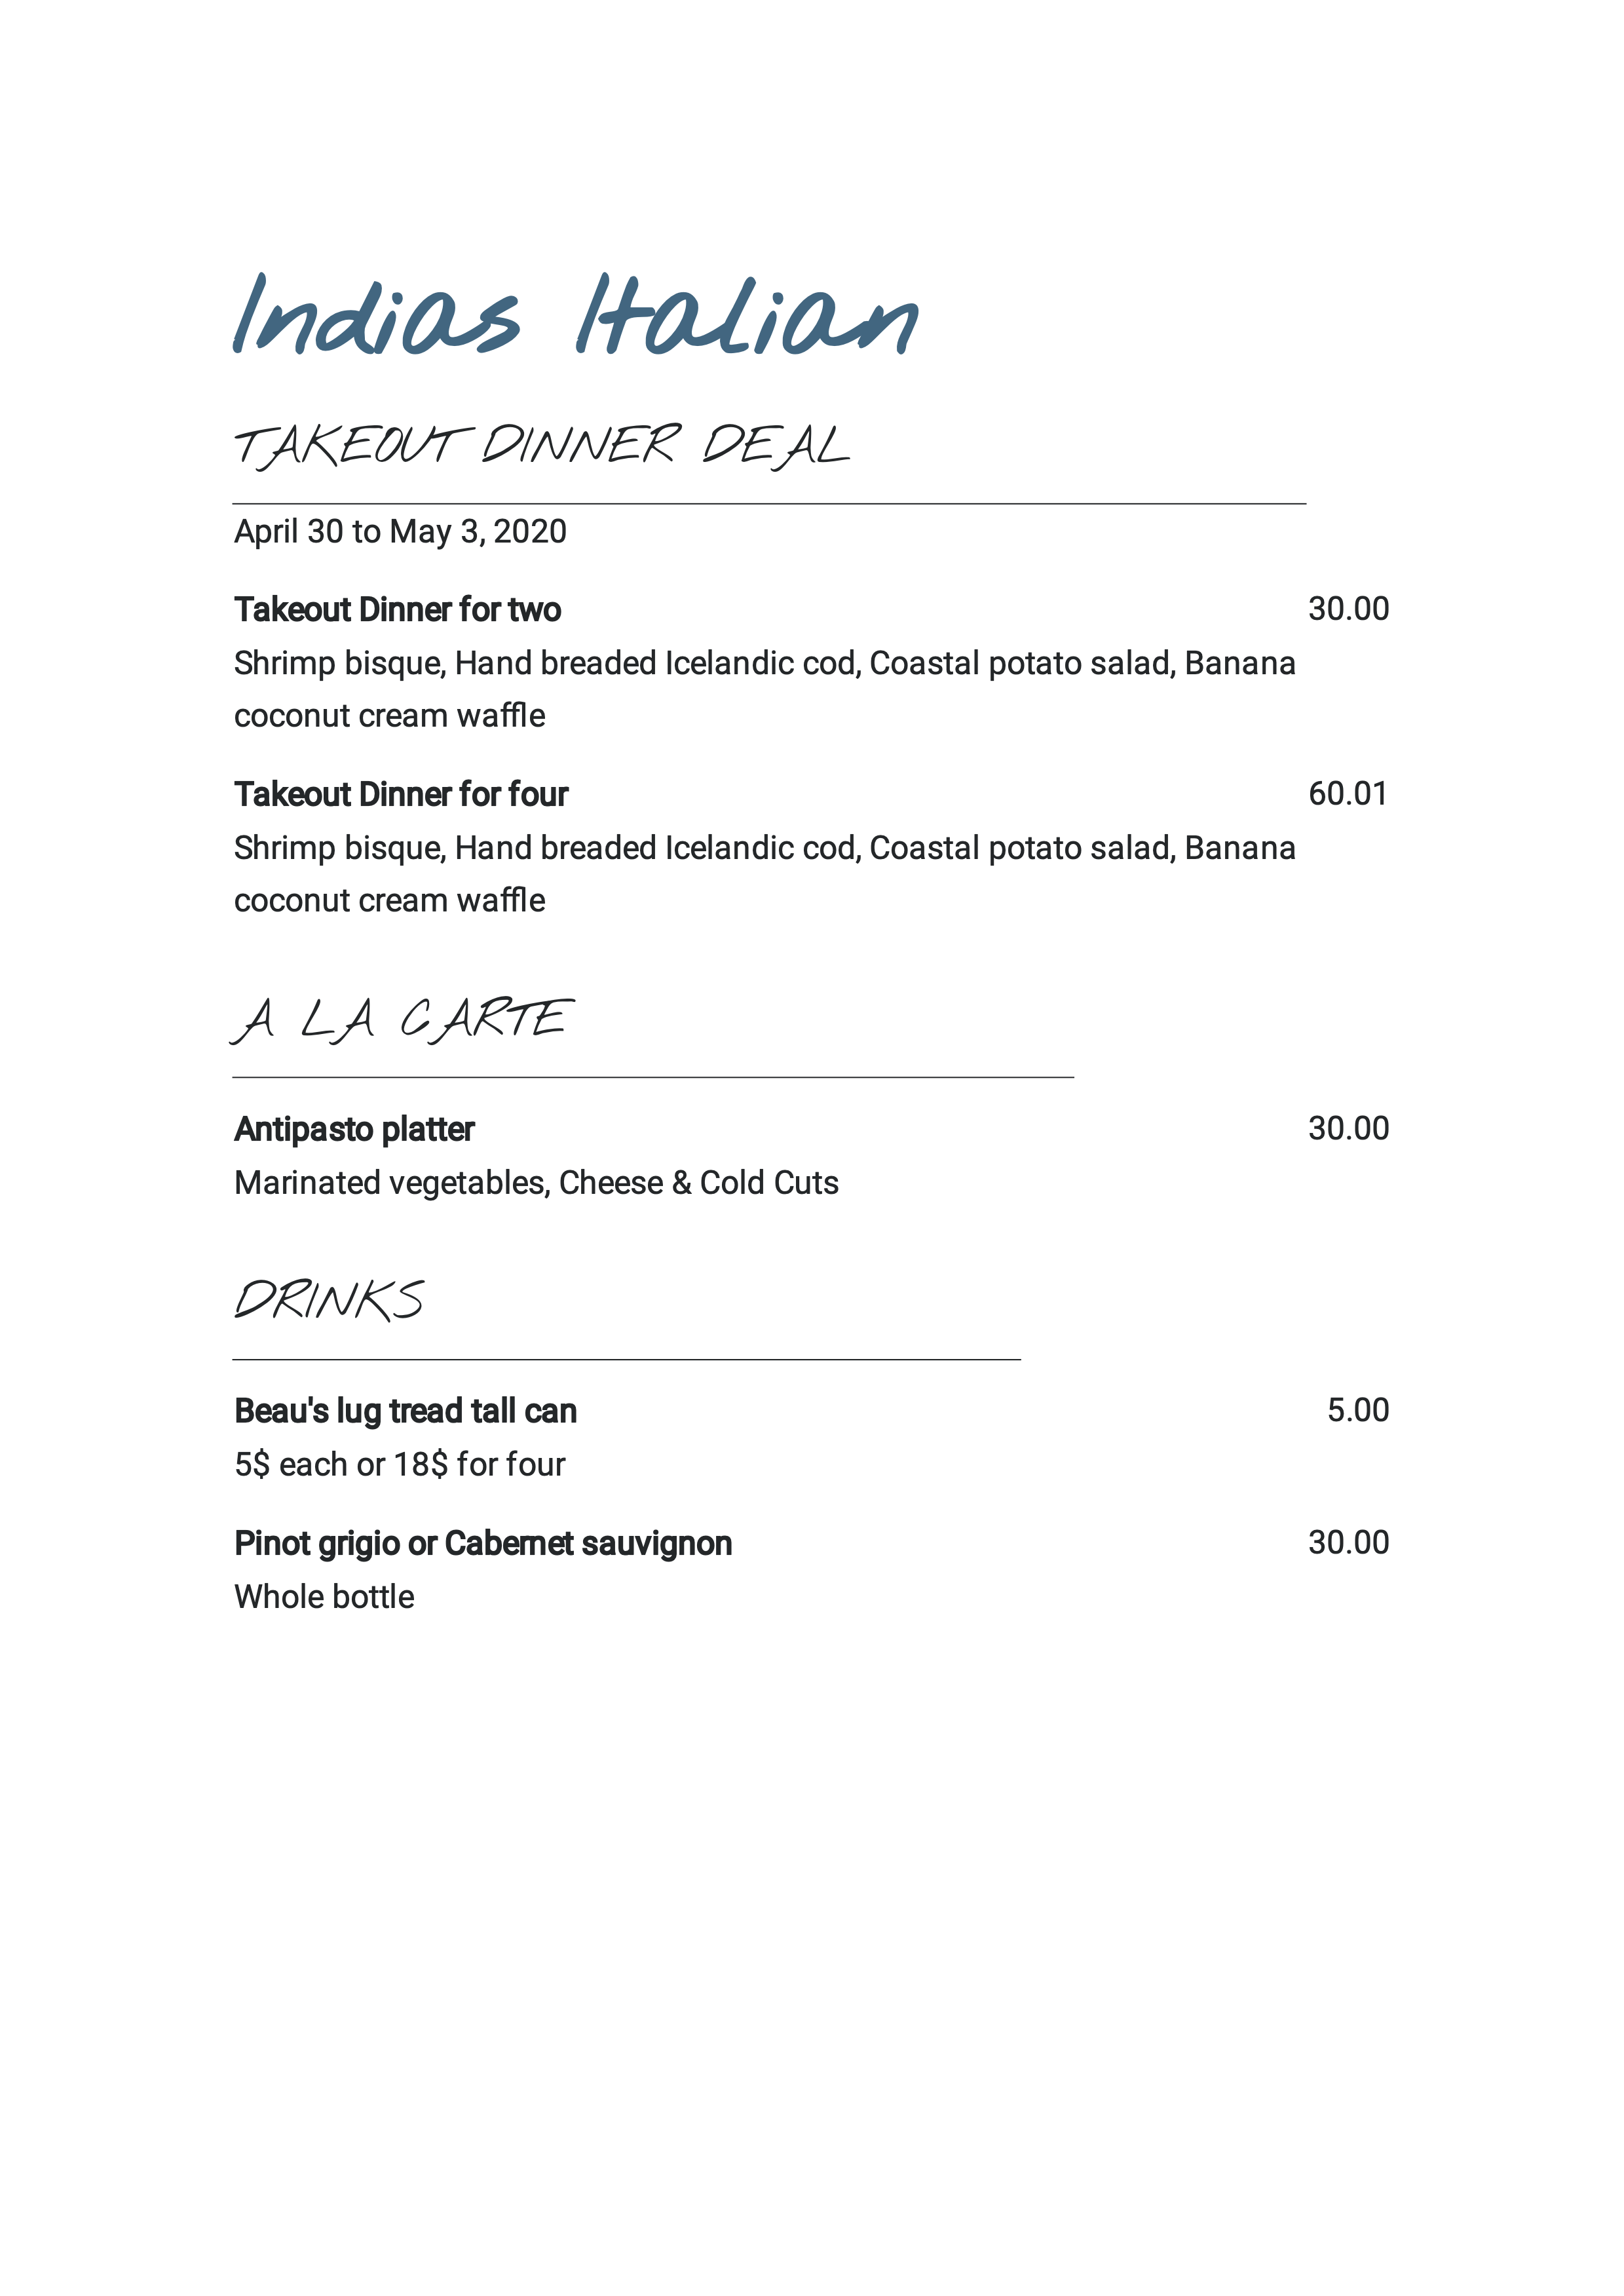 Indias Italian
TAKEOUT DINNER DEAL
April 30 to May 3, 2020
Takeout Dinner for two 30.00
Shrimp bisque, Hand breaded Icelandic cod, Coastal potato salad, Banana
coconut cream waffle
Takeout Dinner for four 60.01
Shrimp bisque, Hand breaded Icelandic cod, Coastal potato salad, Banana
coconut cream waffle
A LA CARTE
Antipasto platter 30.00
Marinated vegetables, Cheese & Cold Cuts
DRINKS
Beau's lug tread tall can 5.00
5$ each or 18$ for four
Pinot grigio or Cabernet sauvignon 30.00
Whole bottle